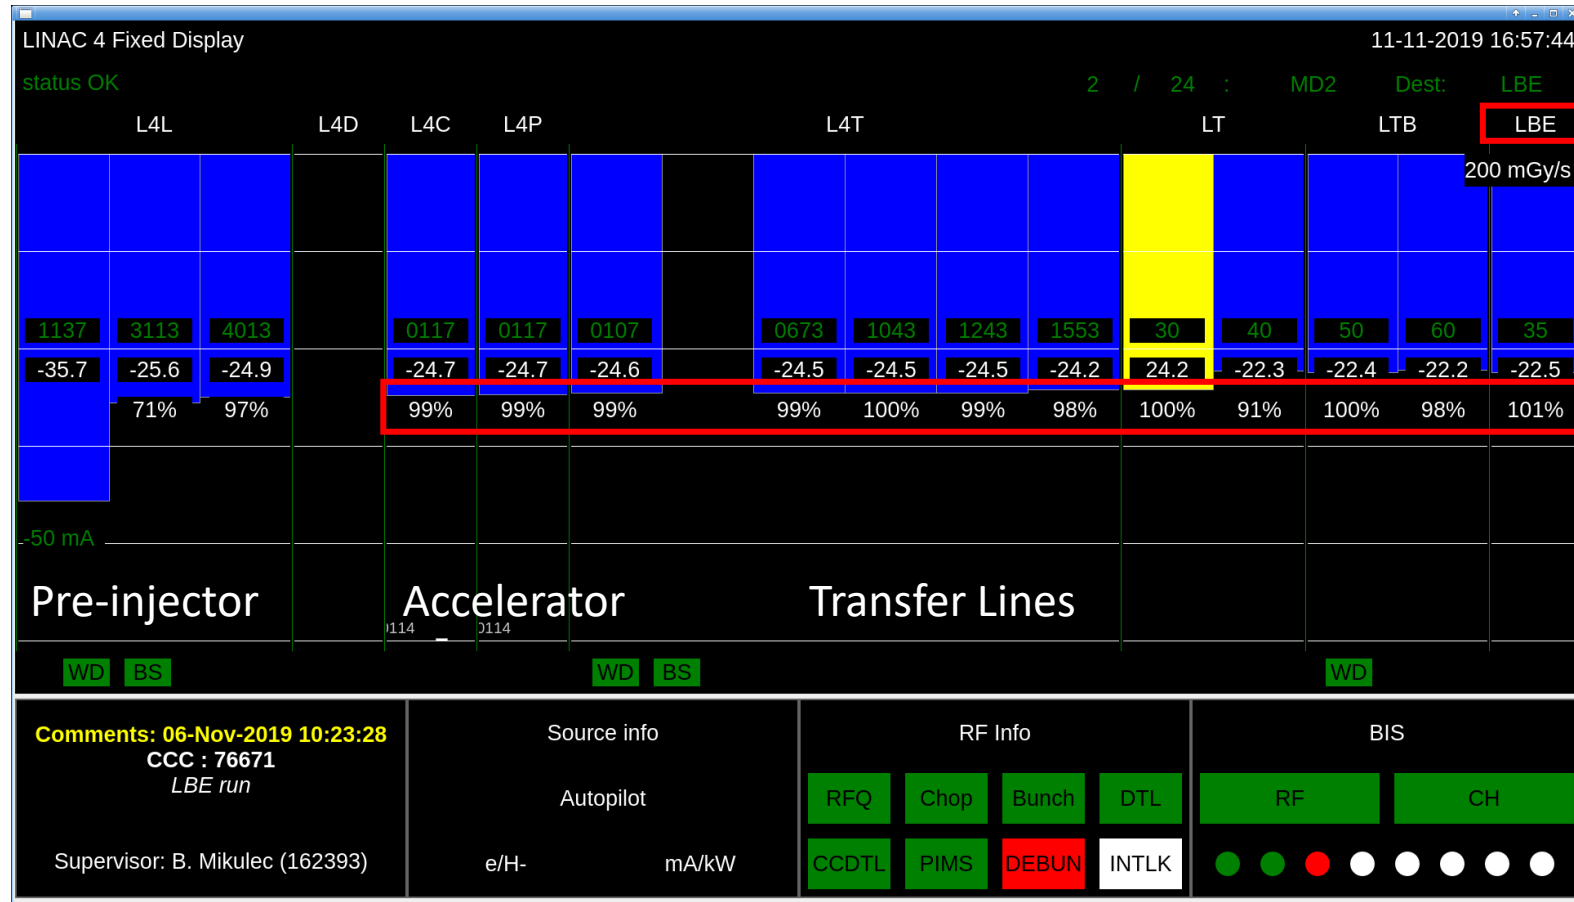 LINAC 4 Fixed Display 11-11-2019 16:57:44
status OK 2 / 24 : MD2 Dest: LBE
L4L L4D L4C L4P L4T LT LTB LBE
200 mGy/s
1137 3113 4013 0117 0117 0107 0673 1043 1243 1553 30 40 50 60 35
-35.7 -25.6 -24.9 -24.7 -24.7 -24.6 -24.5 -24.5 -24.5 -24.2 24.2 -22.3 -22.4 -22.2 -22.5
71% 97% 99% 99% 99% 99% 100% 99% 98% 100% 91% 100% 98% 101%
-50 mA
Pre-injector Accelerator Transfer Lines
0114 0114
WD BS WD BS WD
Comments: 06-Nov-2019 10:23:28
CCC : 76671
LBE run
Supervisor: B. Mikulec (162393)
Source info
Autopilot
e/H- mA/kW
RF Info
RFQ Chop Bunch DTL
CCDTL PIMS DEBUN INTLK
BIS
RF CH